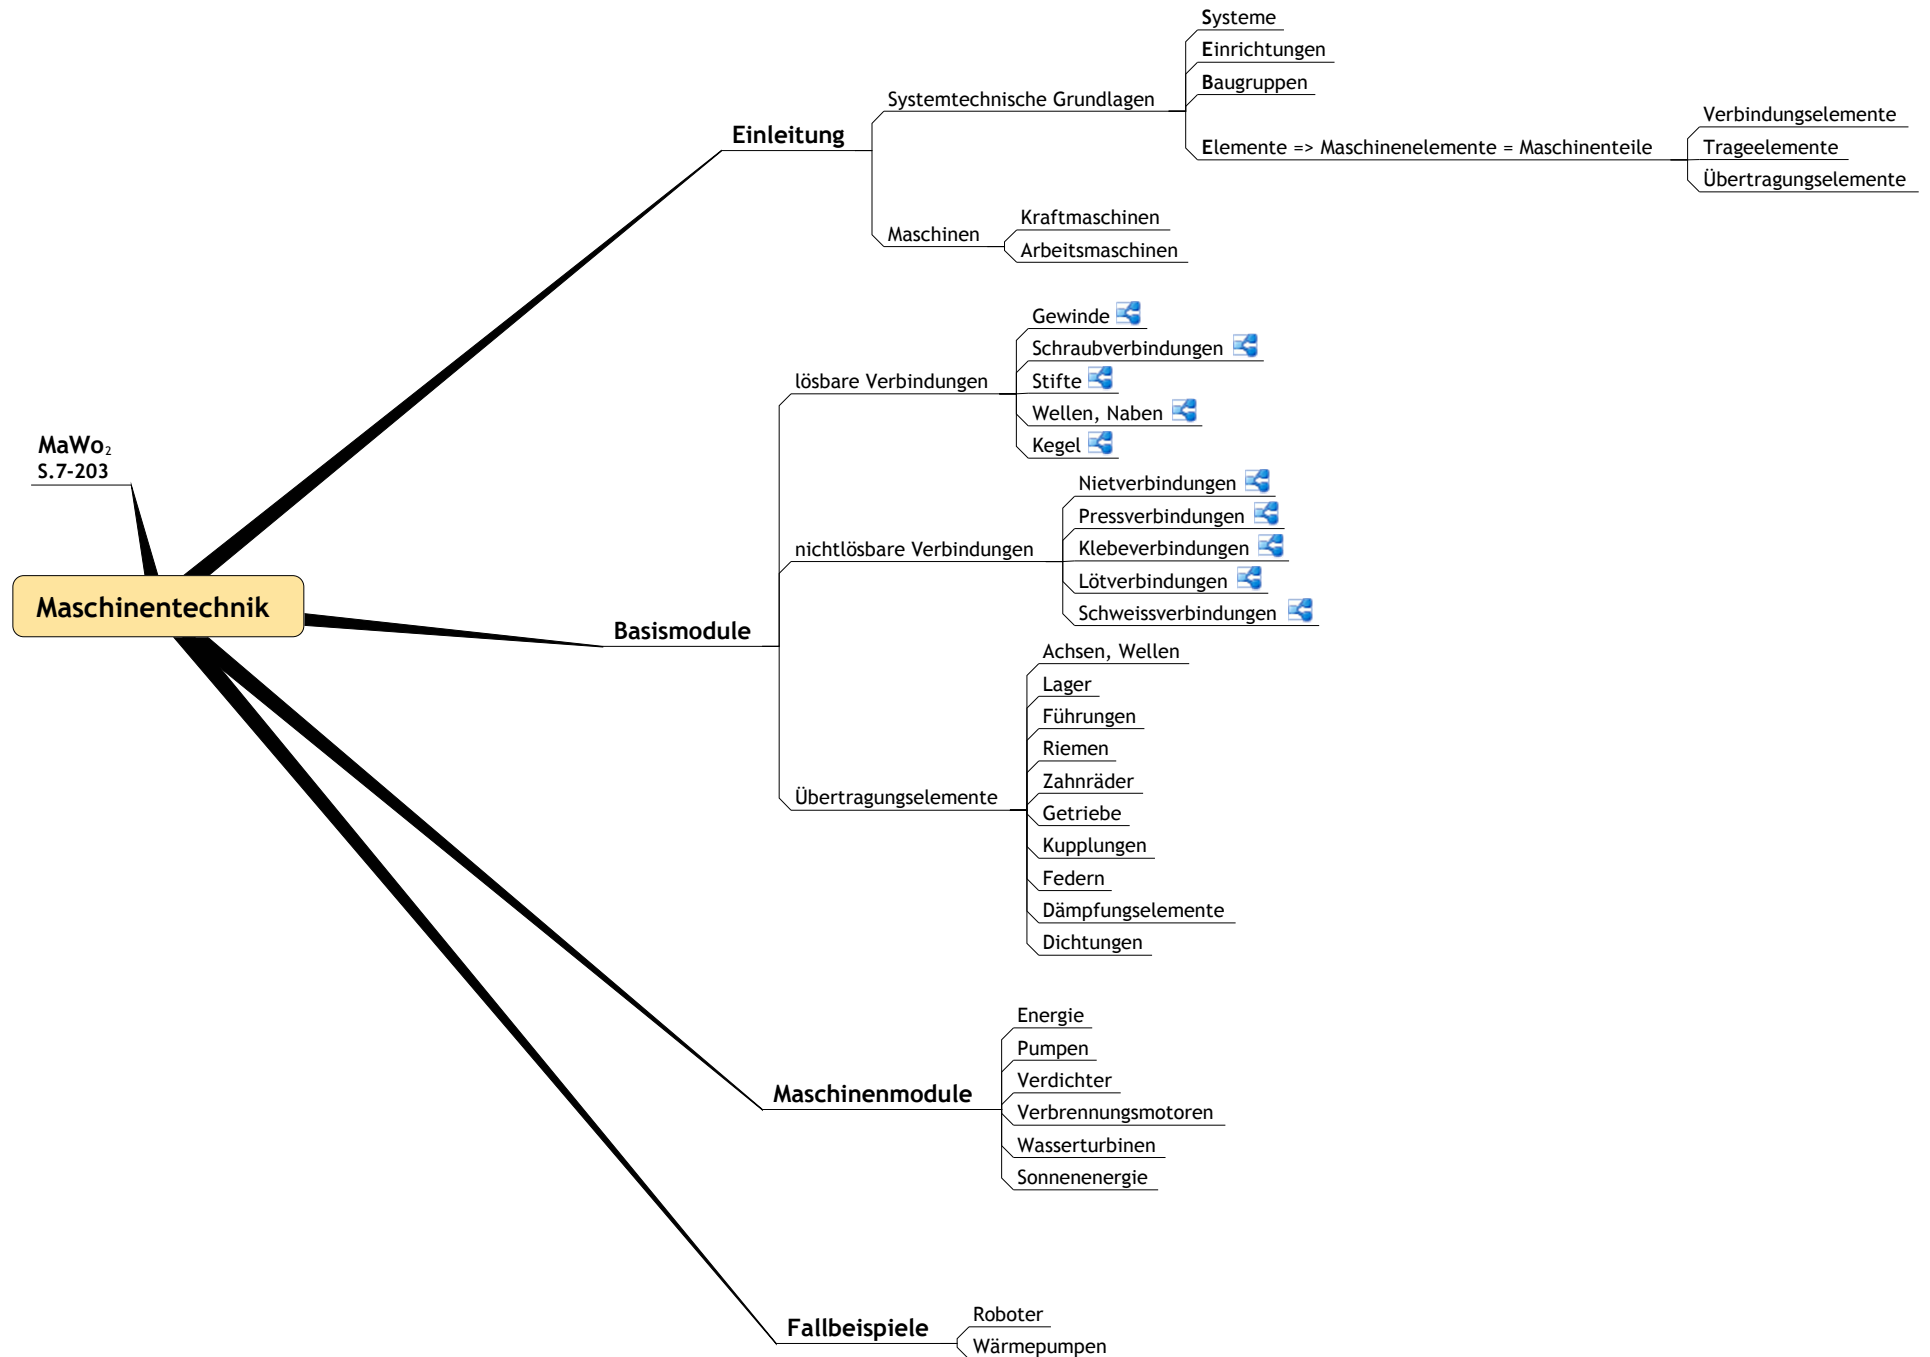 MaWo₂
S.7-203
Maschinentechnik
Einleitung
Systemtechnische Grundlagen
Systeme
Einrichtungen
Baugruppen
Elemente => Maschinenelemente = Maschinenteile
Verbindungselemente
Trageelemente
Übertragungselemente
Maschinen
Kraftmaschinen
Arbeitsmaschinen
Basismodule
lösbare Verbindungen
Gewinde
Schraubverbindungen
Stifte
Wellen, Naben
Kegel
nichtlösbare Verbindungen
Nietverbindungen
Pressverbindungen
Klebeverbindungen
Lötverbindungen
Schweissverbindungen
Übertragungselemente
Achsen, Wellen
Lager
Führungen
Riemen
Zahnräder
Getriebe
Kupplungen
Federn
Dämpfungselemente
Dichtungen
Maschinenmodule
Energie
Pumpen
Verdichter
Verbrennungsmotoren
Wasserturbinen
Sonnenenergie
Fallbeispiele
Roboter
Wärmepumpen